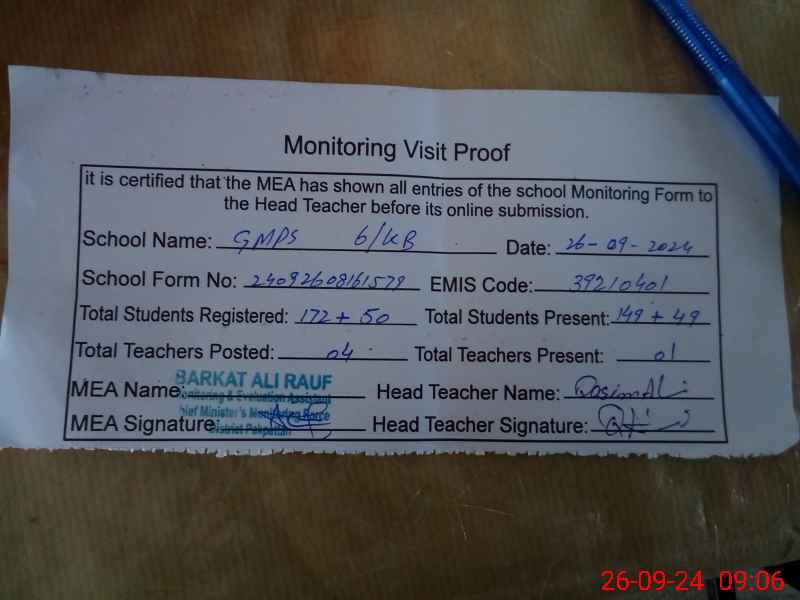 Monitoring Visit Proof
it is certified that the MEA has shown all entries of the school Monitoring Form to
the Head Teacher before its online submission.
School Name: GMPS 6/KB Date: 26-09-2024
School Form No: 24092608161579 EMIS Code: 39210401
Total Students Registered: 172 + 50 Total Students Present: 149 + 49
Total Teachers Posted: 04 Total Teachers Present: 01
MEA Name: BARKAT ALI RAUF Head Teacher Name: Qasim Ali
Monitoring & Evaluation Assistant
Chief Minister's Monitoring Force
MEA Signature: District Pakpattan Head Teacher Signature:
26-09-24 09:06